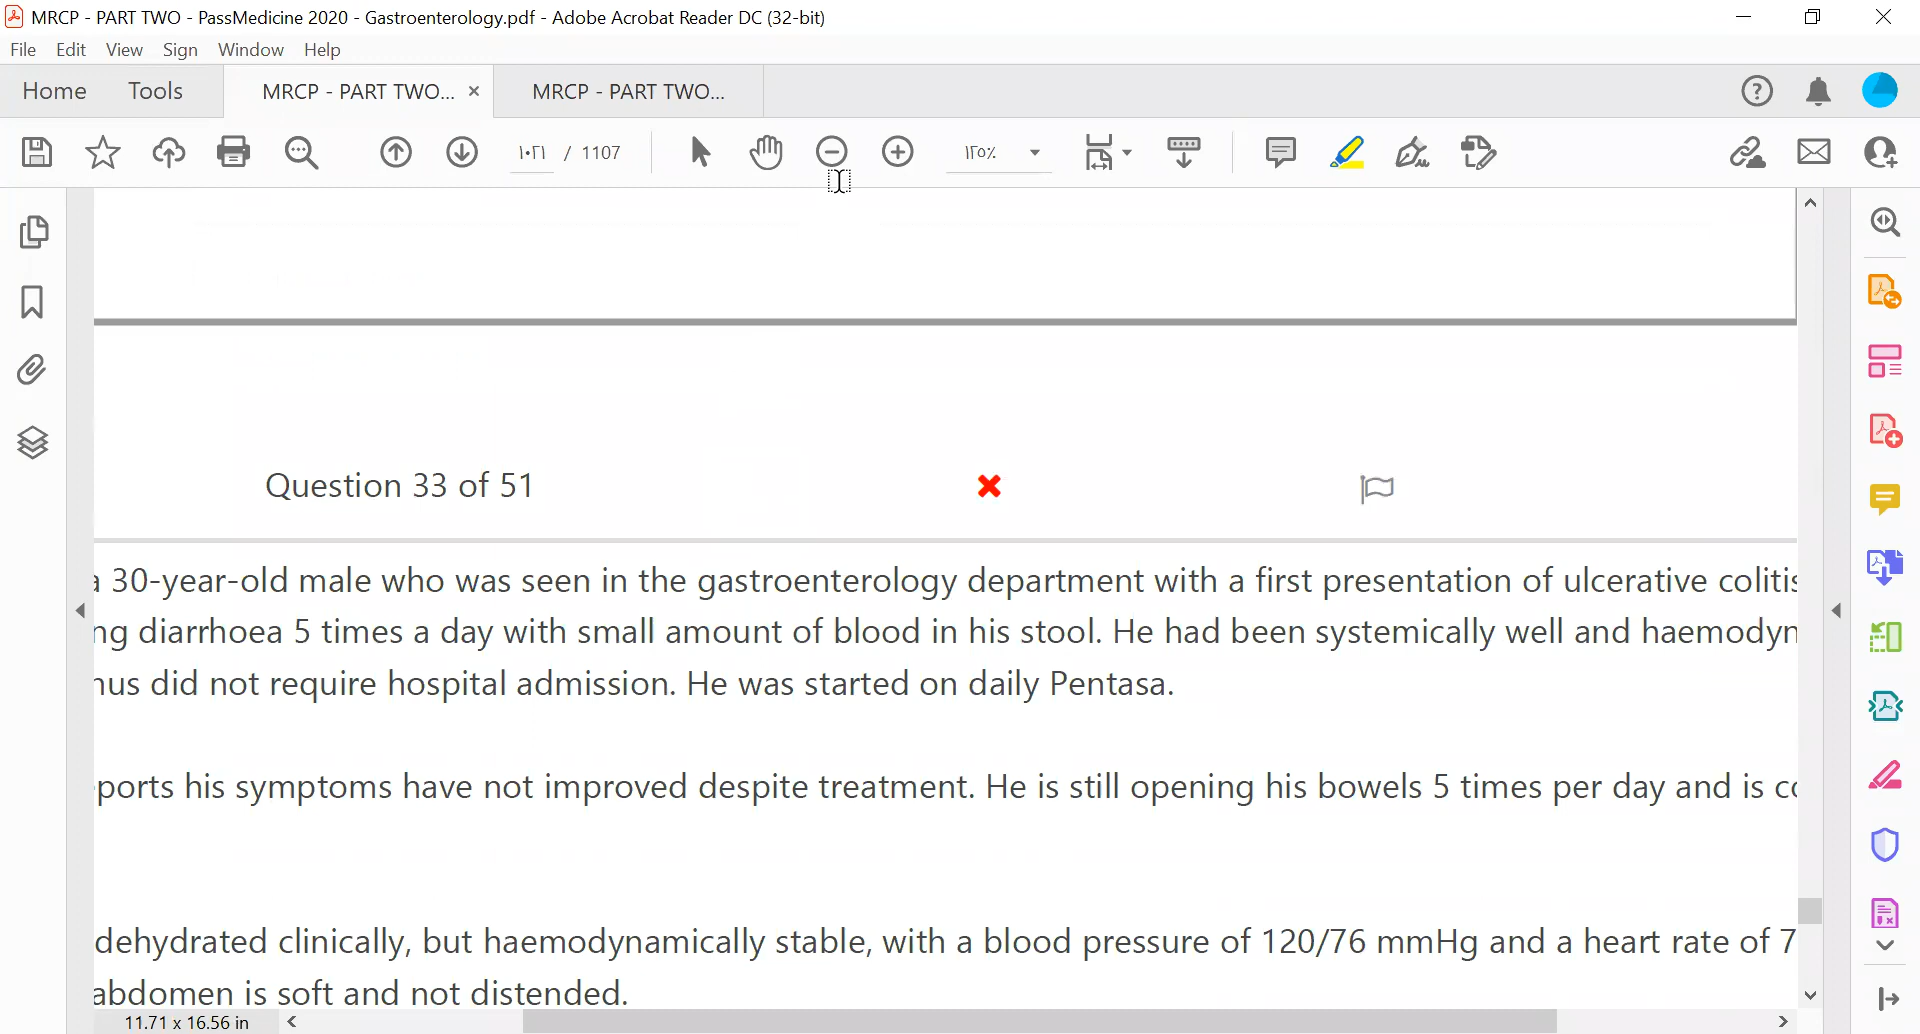 MRCP - PART TWO - PassMedicine 2020 - Gastroenterology.pdf - Adobe Acrobat Reader DC (32-bit)
File Edit View Sign Window Help
Home Tools MRCP - PART TWO... MRCP - PART TWO...
١٠٢١ / 1107 ١٢٥٪
Question 33 of 51
a 30-year-old male who was seen in the gastroenterology department with a first presentation of ulcerative colitis
ng diarrhoea 5 times a day with small amount of blood in his stool. He had been systemically well and haemodyn
hus did not require hospital admission. He was started on daily Pentasa.
ports his symptoms have not improved despite treatment. He is still opening his bowels 5 times per day and is co
dehydrated clinically, but haemodynamically stable, with a blood pressure of 120/76 mmHg and a heart rate of 7
abdomen is soft and not distended.
11.71 x 16.56 in